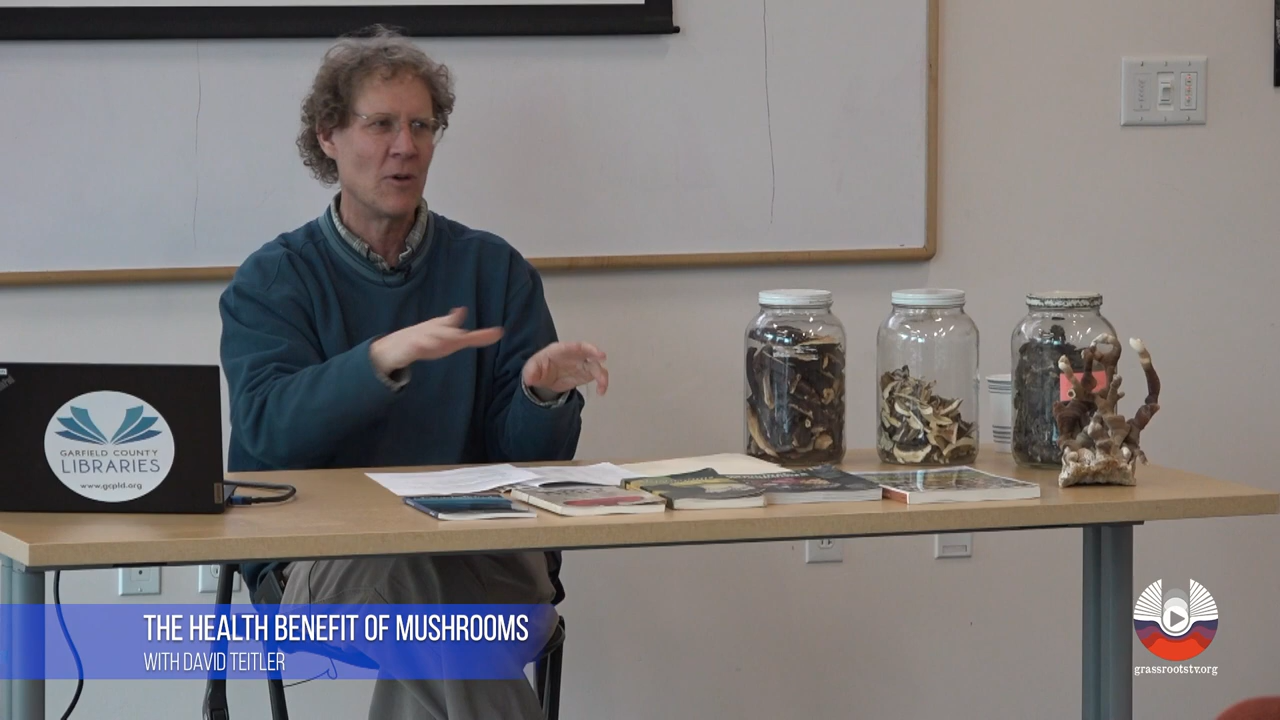 GARFIELD COUNTY
LIBRARIES
www.gcpld.org
THE HEALTH BENEFIT OF MUSHROOMS
WITH DAVID TEITLER
grassrootstv.org